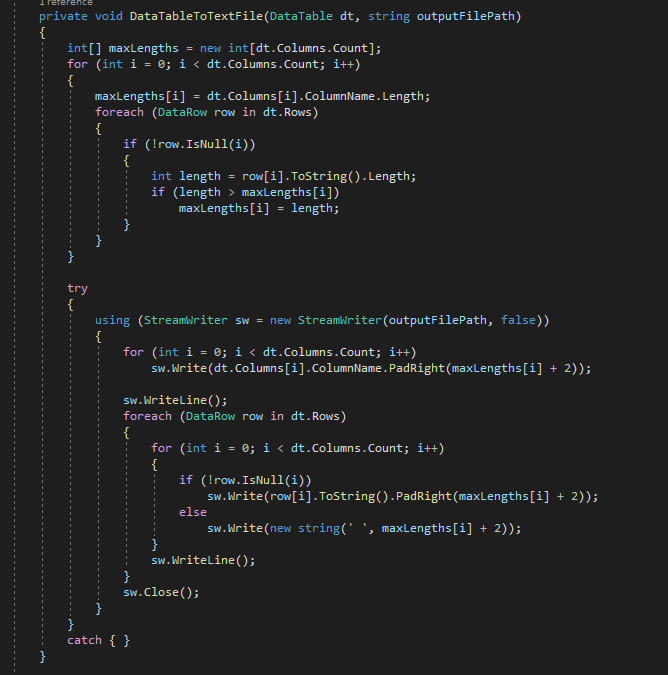 1 reference
private void DataTableToTextFile(DataTable dt, string outputFilePath)
{
int[] maxLengths = new int[dt.Columns.Count];
for (int i = 0; i < dt.Columns.Count; i++)
{
maxLengths[i] = dt.Columns[i].ColumnName.Length;
foreach (DataRow row in dt.Rows)
{
if (!row.IsNull(i))
{
int length = row[i].ToString().Length;
if (length > maxLengths[i])
maxLengths[i] = length;
}
}
}
try
{
using (StreamWriter sw = new StreamWriter(outputFilePath, false))
{
for (int i = 0; i < dt.Columns.Count; i++)
sw.Write(dt.Columns[i].ColumnName.PadRight(maxLengths[i] + 2));
sw.WriteLine();
foreach (DataRow row in dt.Rows)
{
for (int i = 0; i < dt.Columns.Count; i++)
{
if (!row.IsNull(i))
sw.Write(row[i].ToString().PadRight(maxLengths[i] + 2));
else
sw.Write(new string(' ', maxLengths[i] + 2));
}
sw.WriteLine();
}
sw.Close();
}
}
catch { }
}